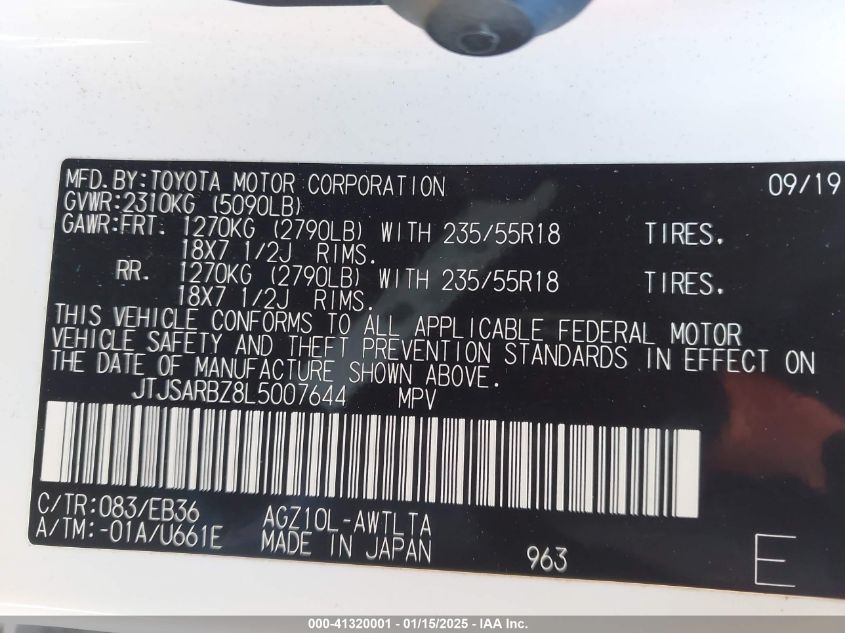 MFD.BY:TOYOTA MOTOR CORPORATION 09/19
GVWR:2310KG (5090LB)
GAWR:FRT. 1270KG (2790LB) WITH 235/55R18 TIRES.
18X7 1/2J RIMS.
RR. 1270KG (2790LB) WITH 235/55R18 TIRES.
18X7 1/2J RIMS.
THIS VEHICLE CONFORMS TO ALL APPLICABLE FEDERAL MOTOR
VEHICLE SAFETY AND THEFT PREVENTION STANDARDS IN EFFECT ON
THE DATE OF MANUFACTURE SHOWN ABOVE.
JTJSARBZ8L5007644 MPV
C/TR:083/EB36 AGZ10L-AWTLTA
A/TM:-01A/U661E MADE IN JAPAN 963 E
000-41320001 - 01/15/2025 - IAA Inc.